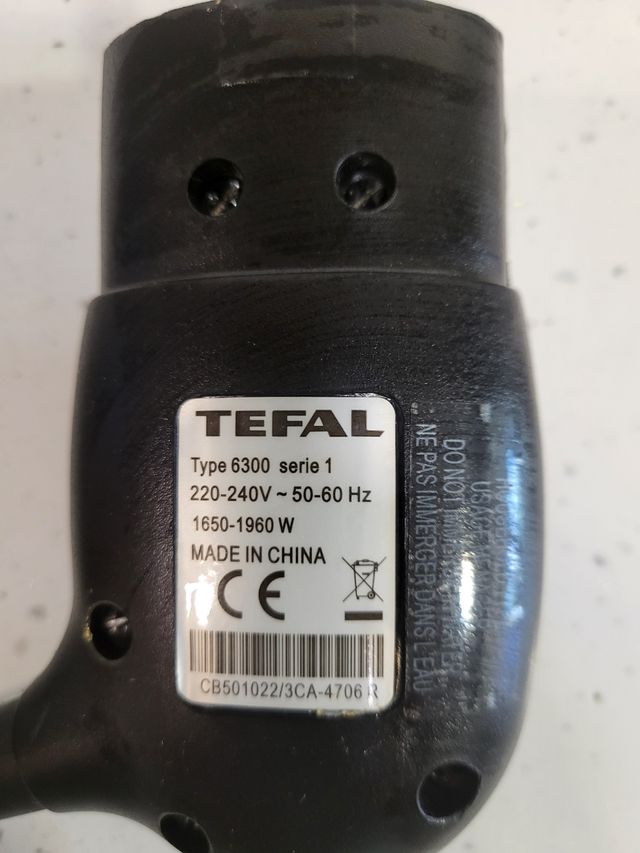 TEFAL
Type 6300 serie 1
220-240V ~ 50-60 Hz
1650-1960 W
MADE IN CHINA
CE
CB501022/3CA-4706 R
USAGE
DO NOT
NE PAS IMMERGER DANS L'EAU